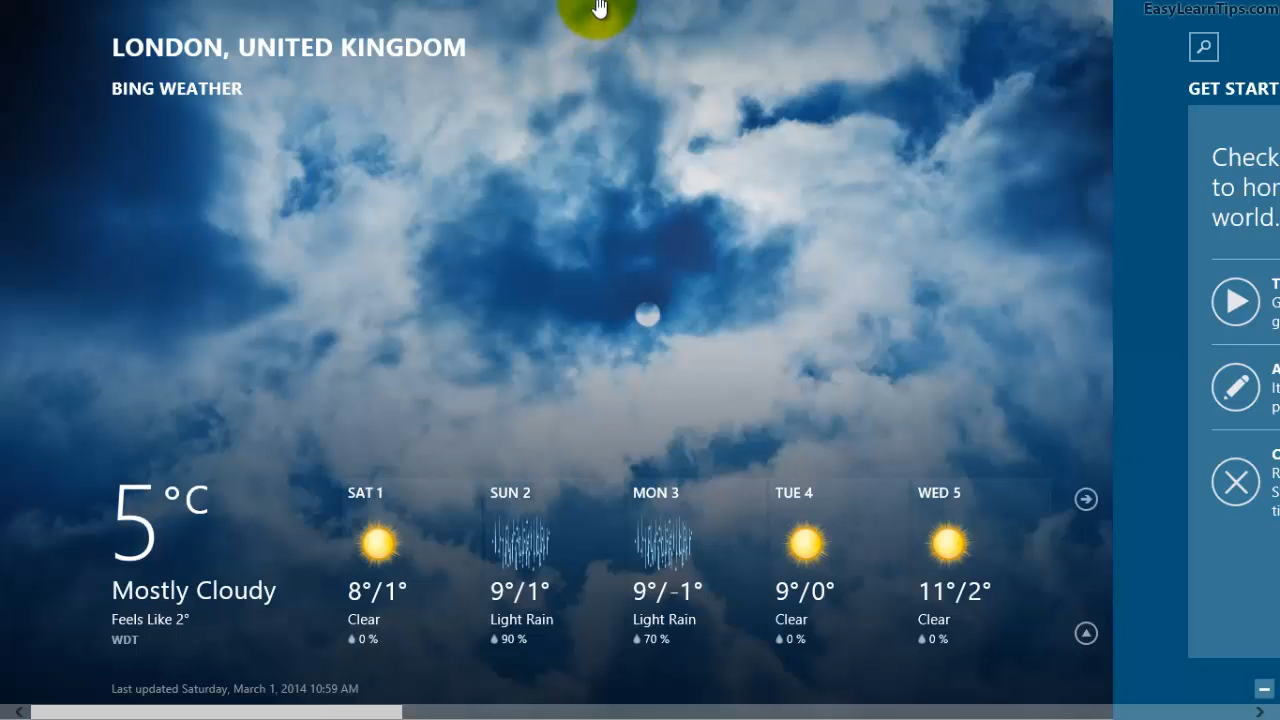 EasyLearnTips.com
LONDON, UNITED KINGDOM
BING WEATHER
5°C
Mostly Cloudy
Feels Like 2°
WDT
SAT 1
8°/1°
Clear
0 %
SUN 2
9°/1°
Light Rain
90 %
MON 3
9°/-1°
Light Rain
70 %
TUE 4
9°/0°
Clear
0 %
WED 5
11°/2°
Clear
0 %
Last updated Saturday, March 1, 2014 10:59 AM
GET START
Check
to hor
world.
T
G
g
A
It
p
C
R
S
ti